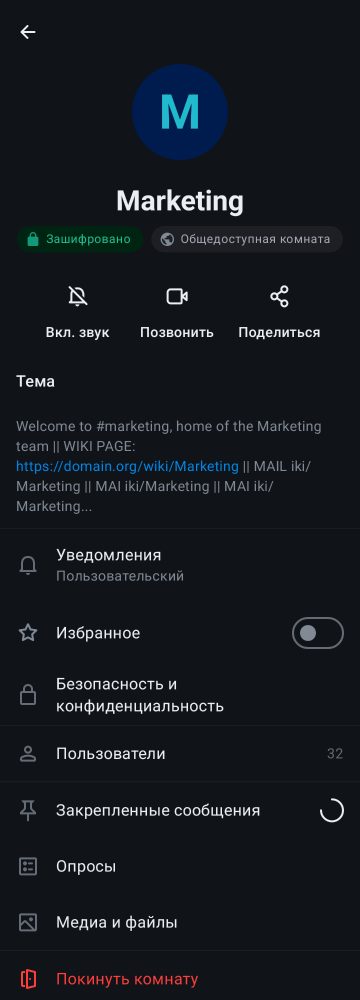 M
Marketing
Зашифровано
Общедоступная комната
Вкл. звук
Позвонить
Поделиться
Тема
Welcome to #marketing, home of the Marketing
team || WIKI PAGE:
https://domain.org/wiki/Marketing || MAIL iki/
Marketing || MAI iki/Marketing || MAI iki/
Marketing...
Уведомления
Пользовательский
Избранное
Безопасность и
конфиденциальность
Пользователи 32
Закрепленные сообщения
Опросы
Медиа и файлы
Покинуть комнату